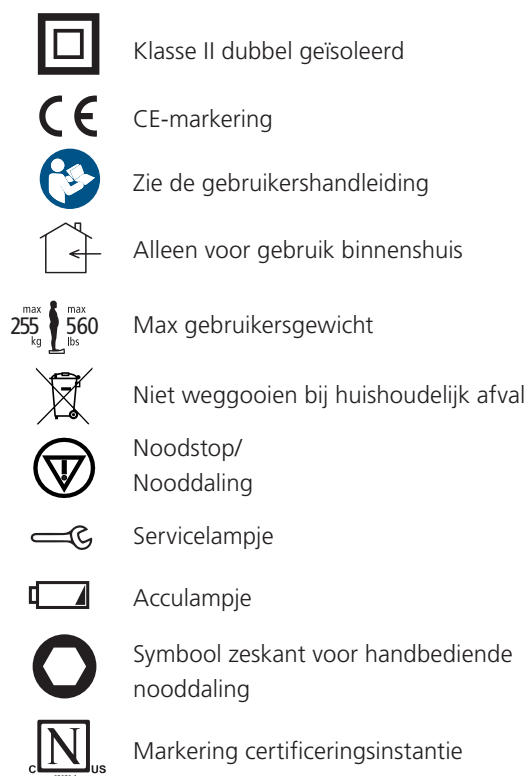 Klasse II dubbel geïsoleerd
CE
CE-markering
Zie de gebruikershandleiding
Alleen voor gebruik binnenshuis
max max
255 560
kg lbs
Max gebruikersgewicht
Niet weggooien bij huishoudelijk afval
Noodstop/
Nooddaling
Servicelampje
Acculampje
Symbool zeskant voor handbediende
nooddaling
N
C US
Markering certificeringsinstantie